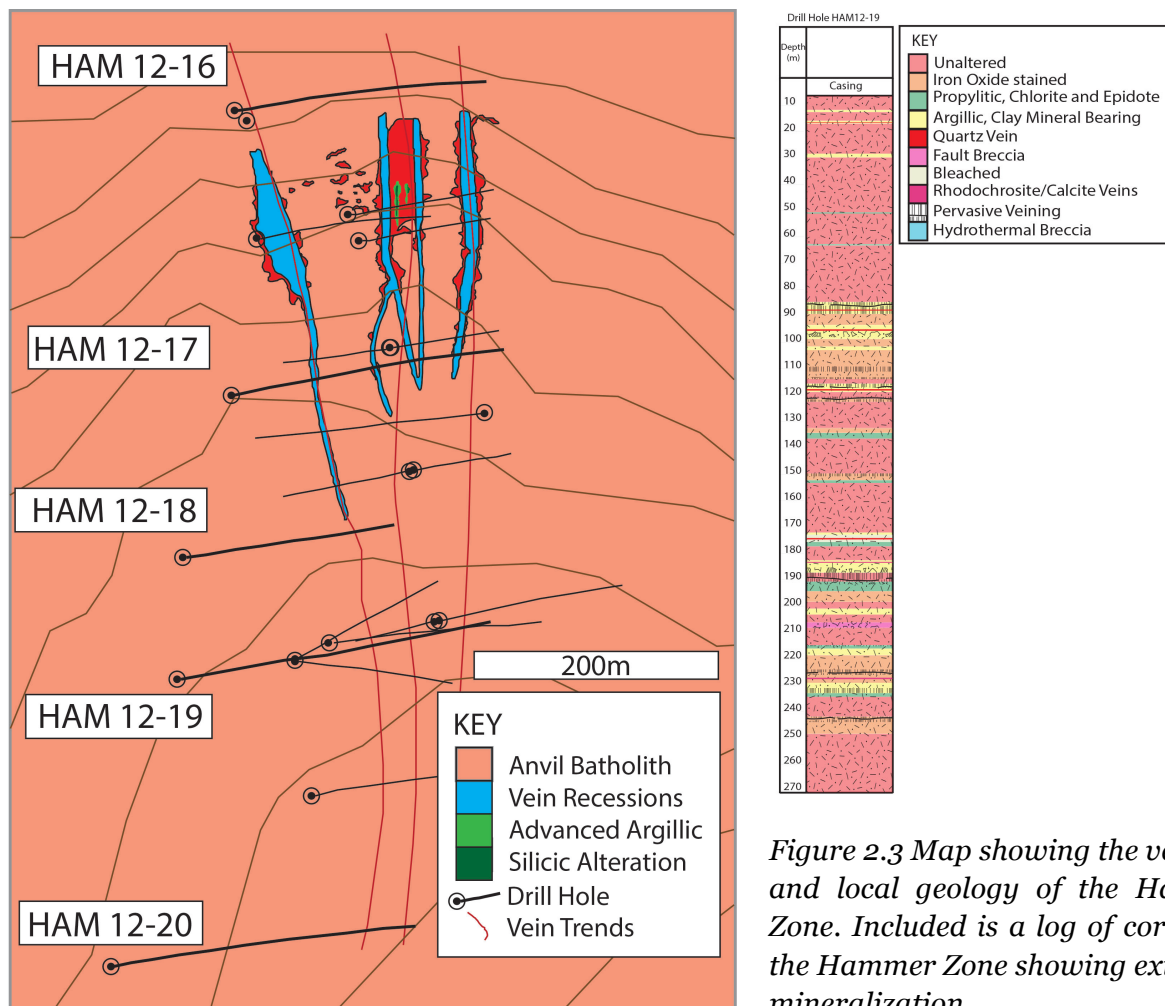 HAM 12-16
HAM 12-17
HAM 12-18
HAM 12-19
HAM 12-20
200m
KEY
Anvil Batholith
Vein Recessions
Advanced Argillic
Silicic Alteration
Drill Hole
Vein Trends
Drill Hole HAM12-19
Depth
(m)
Casing
10
20
30
40
50
60
70
80
90
100
110
120
130
140
150
160
170
180
190
200
210
220
230
240
250
260
270
KEY
Unaltered
Iron Oxide stained
Propylitic, Chlorite and Epidote
Argillic, Clay Mineral Bearing
Quartz Vein
Fault Breccia
Bleached
Rhodochrosite/Calcite Veins
Pervasive Veining
Hydrothermal Breccia
Figure 2.3 Map showing the
and local geology of the
Zone. Included is a log of
the Hammer Zone showing
mineralization